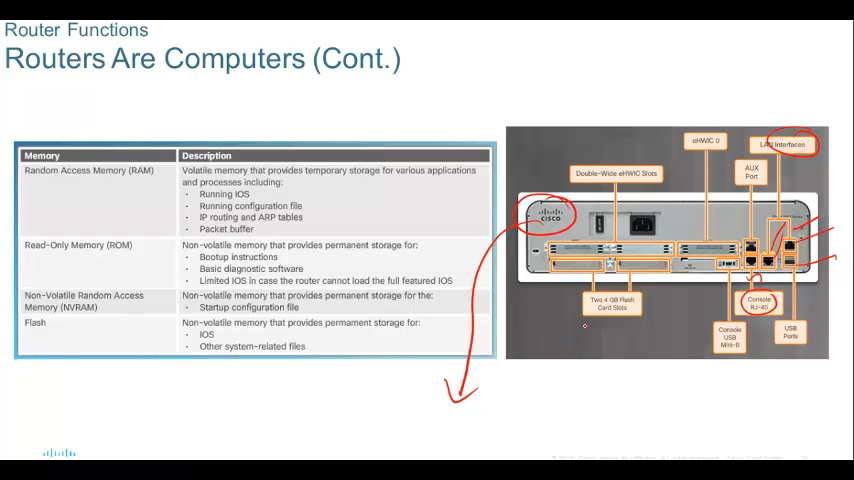 Router Functions
Routers Are Computers (Cont.)
Memory
Description
Random Access Memory (RAM)
Volatile memory that provides temporary storage for various applications
and processes including:
• Running IOS
• Running configuration file
• IP routing and ARP tables
• Packet buffer
Read-Only Memory (ROM)
Non-volatile memory that provides permanent storage for:
• Bootup instructions
• Basic diagnostic software
• Limited IOS in case the router cannot load the full featured IOS
Non-Volatile Random Access
Memory (NVRAM)
Non-volatile memory that provides permanent storage for the:
• Startup configuration file
Flash
Non-volatile memory that provides permament storage for:
• IOS
• Other system-related files
eHWIC 0
LAN Interfaces
Double-Wide eHWIC Slots
AUX
Port
CISCO
Two 4 GB Flash
Card Slots
Console
RJ-45
Console
USB
Mini-B
USB
Ports